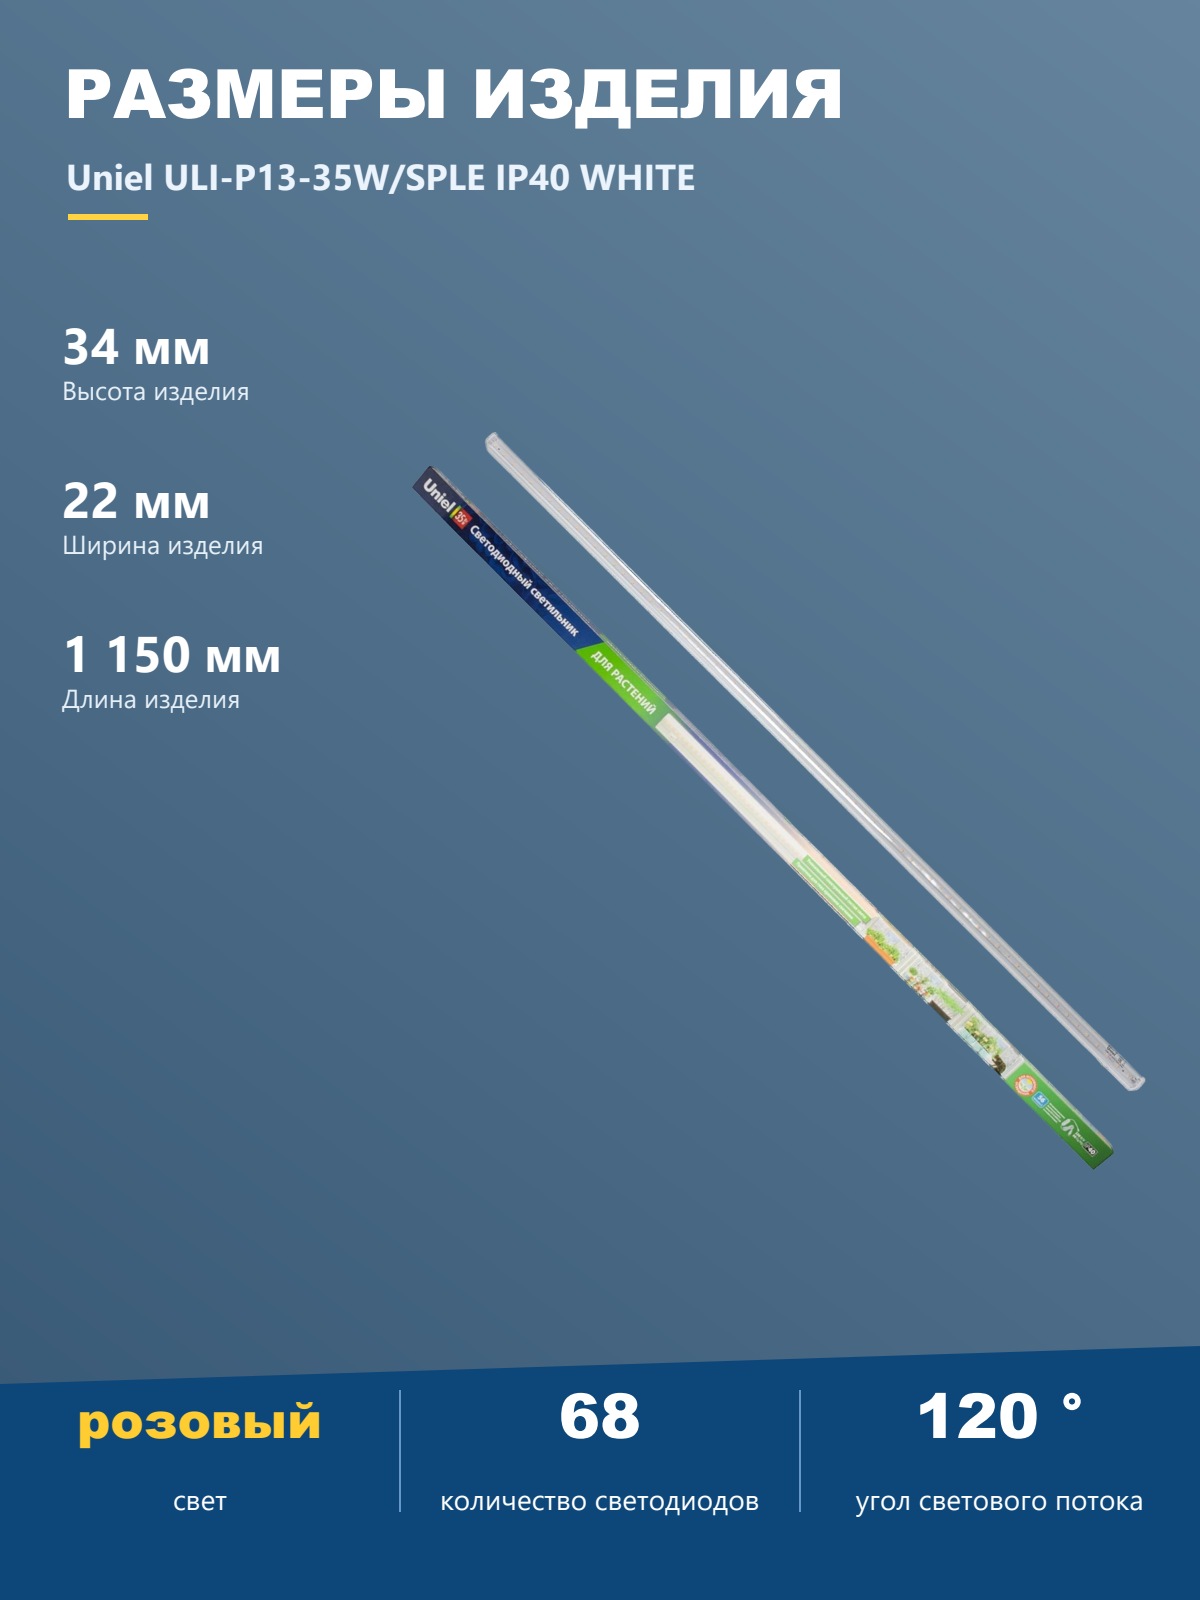 РАЗМЕРЫ ИЗДЕЛИЯ
Uniel ULI-P13-35W/SPLE IP40 WHITE
34 мм
Высота изделия
22 мм
Ширина изделия
1 150 мм
Длина изделия
Uniel
Светодиодный светильник
ДЛЯ РАСТЕНИЙ
розовый
свет
68
количество светодиодов
120 °
угол светового потока